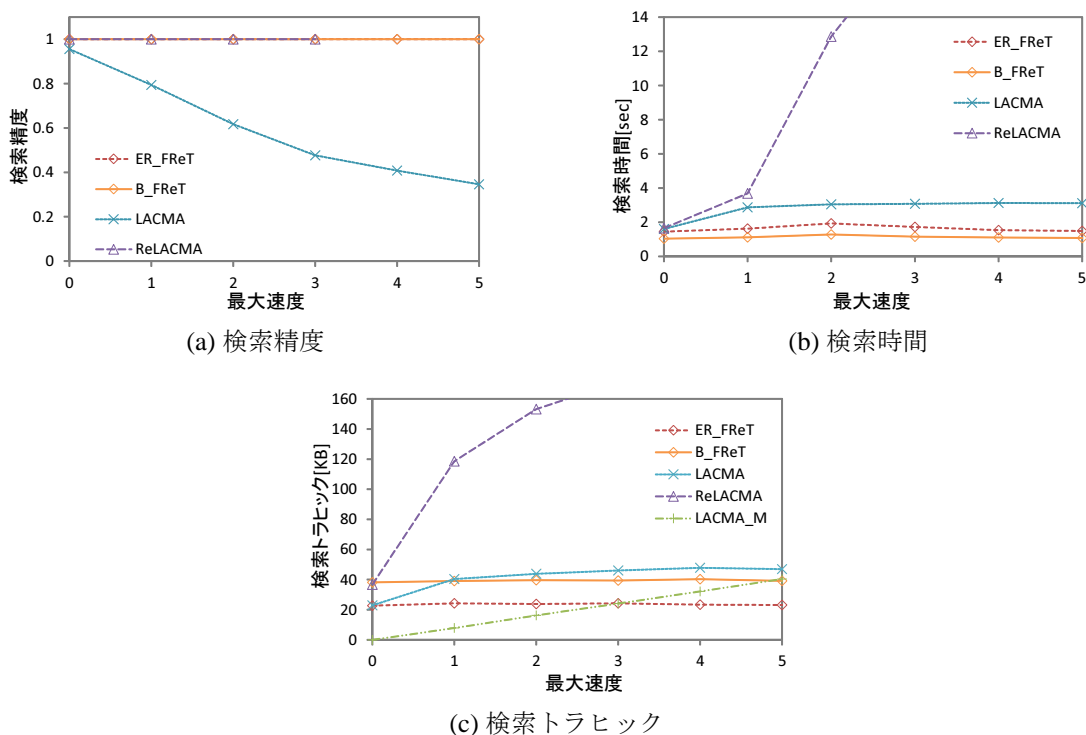 1
0.8
0.6
0.4
0.2
0
検索精度
ER_FReT
B_FReT
LACMA
ReLACMA
0 1 2 3 4 5
最大速度
(a) 検索精度
14
12
10
8
6
4
2
0
検索時間[sec]
ER_FReT
B_FReT
LACMA
ReLACMA
0 1 2 3 4 5
最大速度
(b) 検索時間
160
140
120
100
80
60
40
20
0
検索トラヒック[KB]
ER_FReT
B_FReT
LACMA
ReLACMA
LACMA_M
0 1 2 3 4 5
最大速度
(c) 検索トラヒック